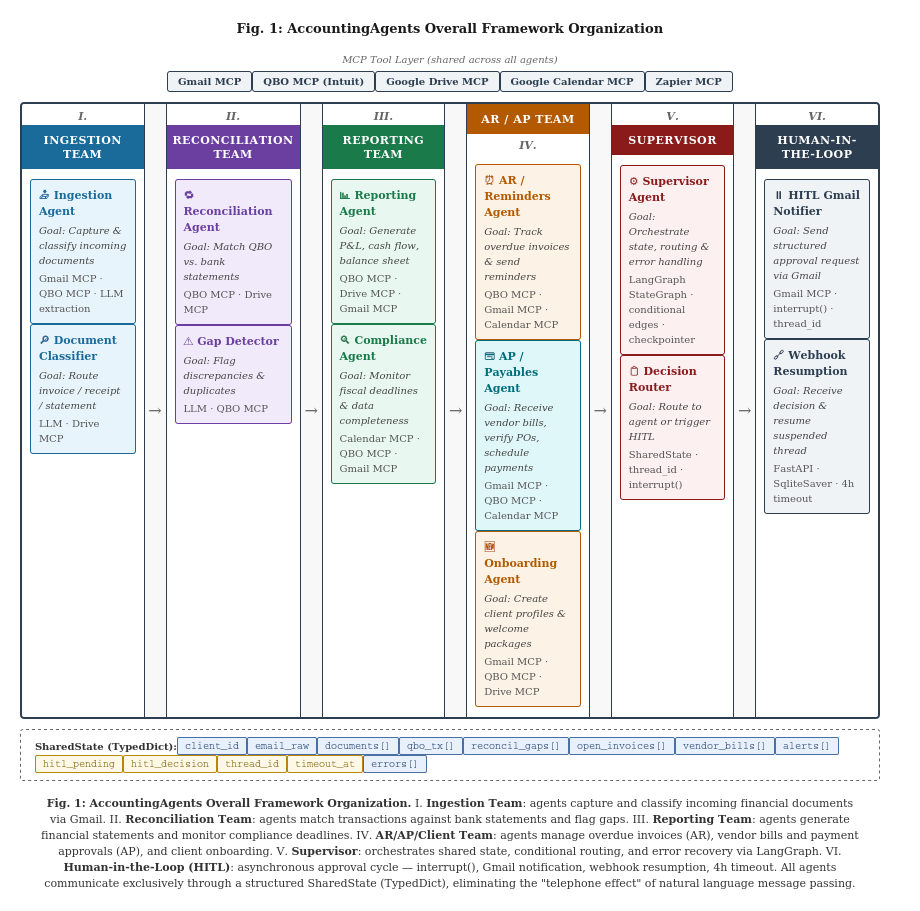 Fig. 1: AccountingAgents Overall Framework Organization
MCP Tool Layer (shared across all agents)
Gmail MCP
QBO MCP (Intuit)
Google Drive MCP
Google Calendar MCP
Zapier MCP
I.
INGESTION
TEAM
Ingestion
Agent
Goal: Capture &
classify incoming
documents
Gmail MCP ·
QBO MCP · LLM
extraction
Document
Classifier
Goal: Route
invoice / receipt
/ statement
LLM · Drive
MCP
→
II.
RECONCILIATION
TEAM
Reconciliation
Agent
Goal: Match QBO
vs. bank
statements
QBO MCP · Drive
MCP
⚠ Gap Detector
Goal: Flag
discrepancies &
duplicates
LLM · QBO MCP
→
III.
REPORTING
TEAM
Reporting
Agent
Goal: Generate
P&L, cash flow,
balance sheet
QBO MCP ·
Drive MCP ·
Gmail MCP
Compliance
Agent
Goal: Monitor
fiscal deadlines
& data
completeness
Calendar MCP ·
QBO MCP ·
Gmail MCP
→
AR / AP TEAM
IV.
AR /
Reminders
Agent
Goal: Track
overdue invoices
& send
reminders
QBO MCP ·
Gmail MCP ·
Calendar MCP
AP /
Payables
Agent
Goal: Receive
vendor bills,
verify POs,
schedule
payments
Gmail MCP ·
QBO MCP ·
Calendar MCP
Onboarding
Agent
Goal: Create
client profiles &
welcome
packages
Gmail MCP ·
QBO MCP ·
Drive MCP
→
V.
SUPERVISOR
Supervisor
Agent
Goal:
Orchestrate
state, routing &
error handling
LangGraph
StateGraph ·
conditional
edges ·
checkpointer
Decision
Router
Goal: Route to
agent or trigger
HITL
SharedState ·
thread_id ·
interrupt()
→
VI.
HUMAN-IN-
THE-LOOP
HITL Gmail
Notifier
Goal: Send
structured
approval request
via Gmail
Gmail MCP ·
interrupt() ·
thread_id
Webhook
Resumption
Goal: Receive
decision &
resume
suspended
thread
FastAPI ·
SqliteSaver · 4h
timeout
SharedState (TypedDict): client_id email_raw documents[] qbo_tx[] reconcil_gaps[] open_invoices[] vendor_bills[] alerts[]
hitl_pending hitl_decision thread_id timeout_at errors[]
Fig. 1: AccountingAgents Overall Framework Organization. I. Ingestion Team: agents capture and classify incoming financial documents
via Gmail. II. Reconciliation Team: agents match transactions against bank statements and flag gaps. III. Reporting Team: agents generate
financial statements and monitor compliance deadlines. IV. AR/AP/Client Team: agents manage overdue invoices (AR), vendor bills and payment
approvals (AP), and client onboarding. V. Supervisor: orchestrates shared state, conditional routing, and error recovery via LangGraph. VI.
Human-in-the-Loop (HITL): asynchronous approval cycle — interrupt(), Gmail notification, webhook resumption, 4h timeout. All agents
communicate exclusively through a structured SharedState (TypedDict), eliminating the "telephone effect" of natural language message passing.